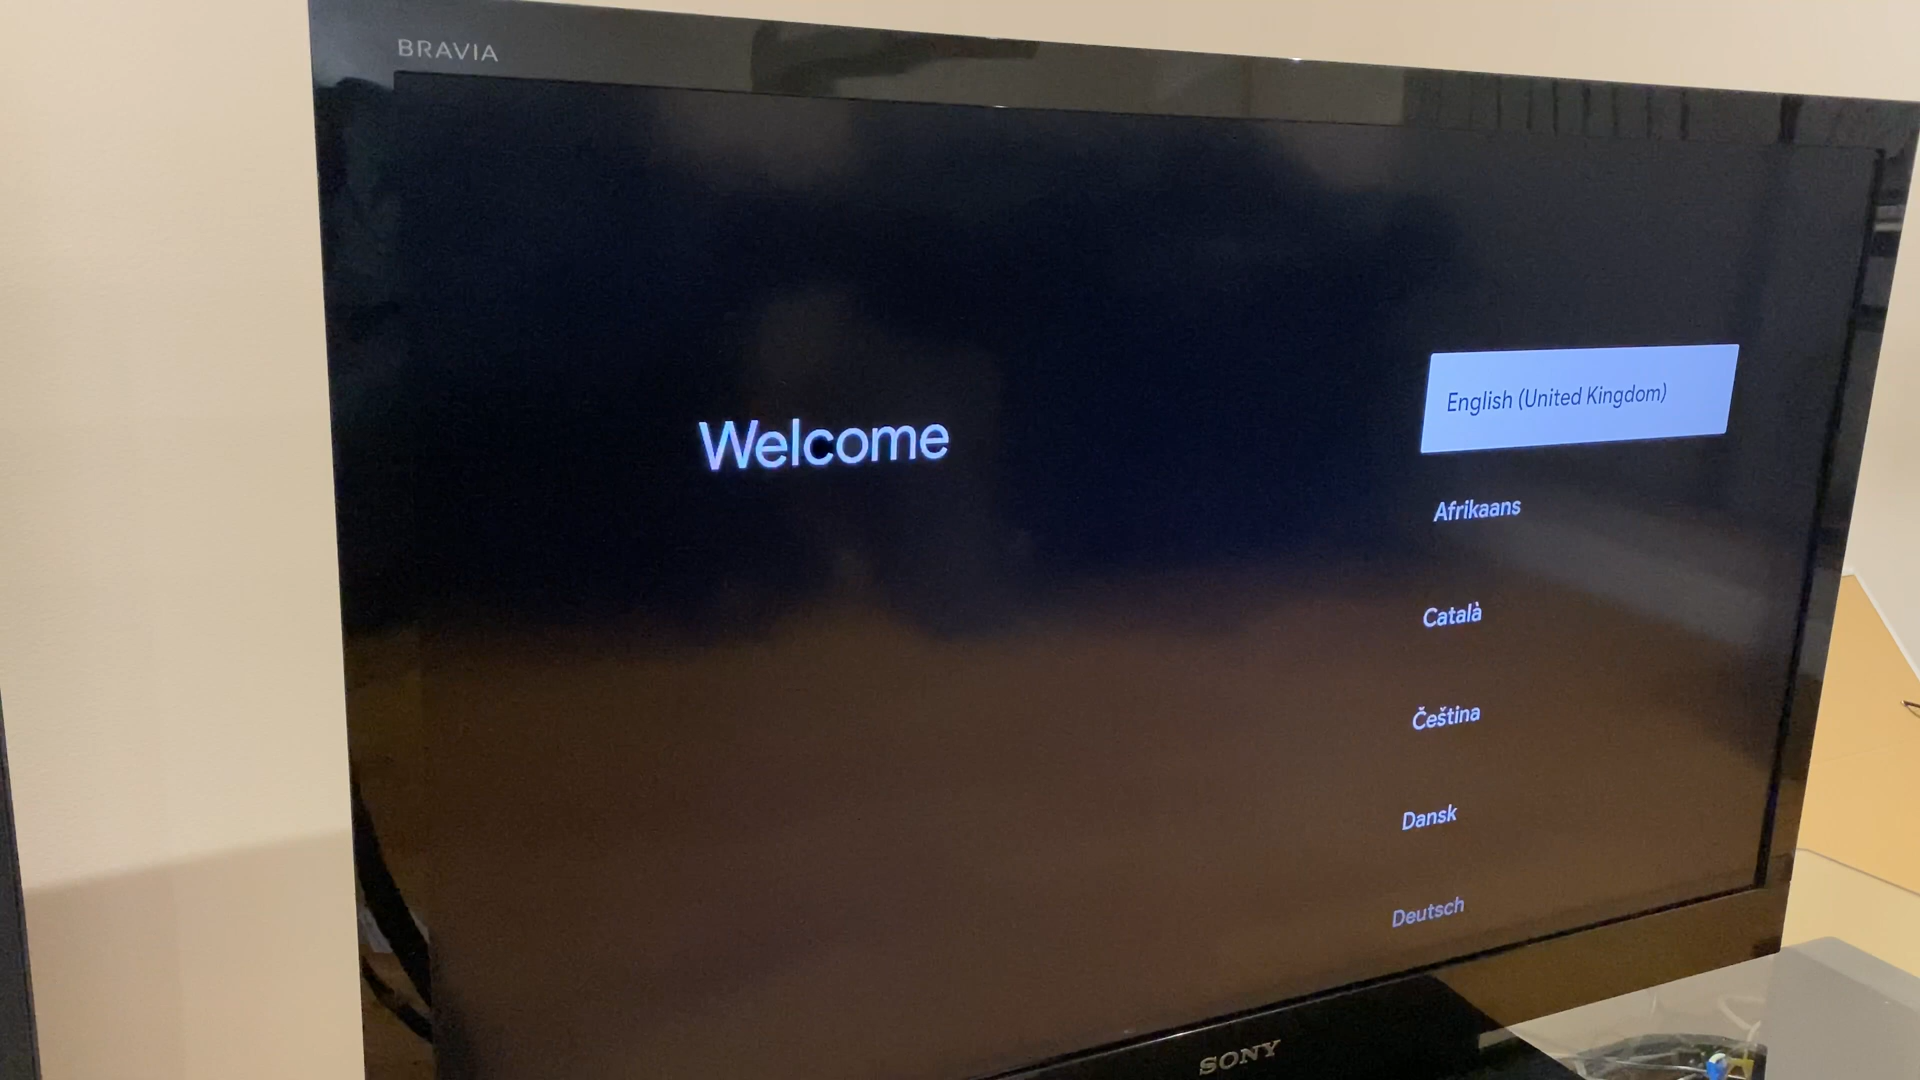 BRAVIA
Welcome
English (United Kingdom)
Afrikaans
Català
Čeština
Dansk
Deutsch
SONY